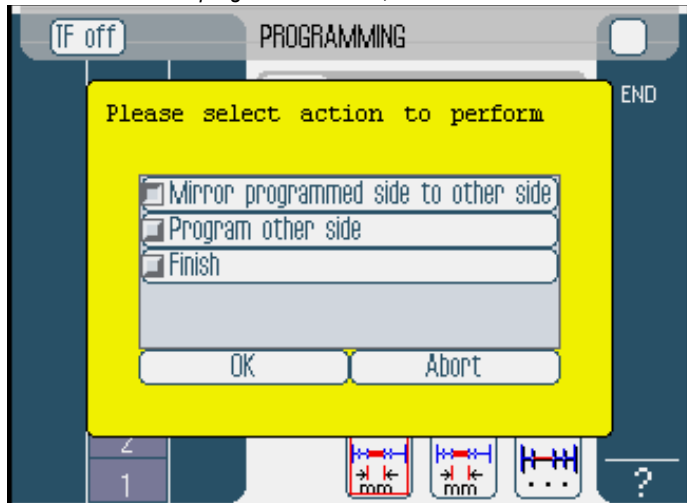 TF off
PROGRAMMING
END
Please select action to perform
Mirror programmed side to other side
Program other side
Finish
OK
Abort
2
1
mm
mm
...
?